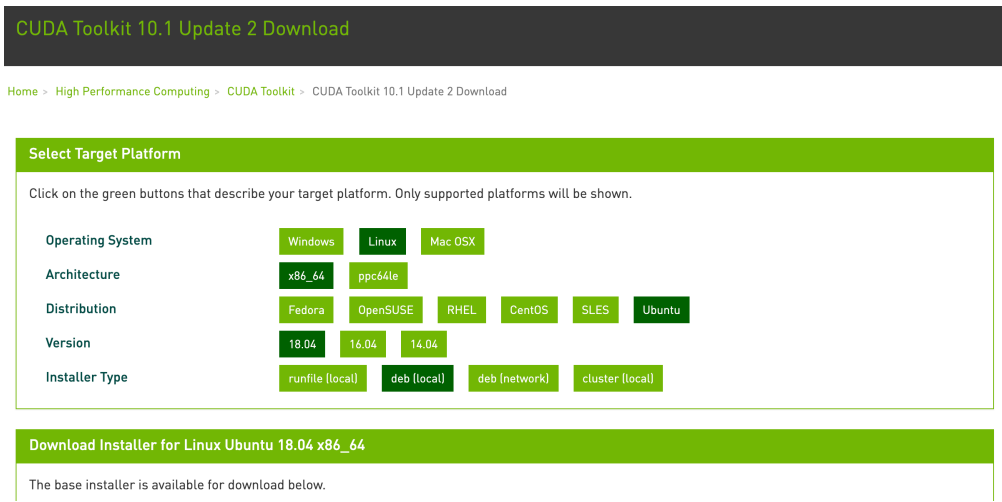 CUDA Toolkit 10.1 Update 2 Download
Home > High Performance Computing > CUDA Toolkit > CUDA Toolkit 10.1 Update 2 Download
Select Target Platform
Click on the green buttons that describe your target platform. Only supported platforms will be shown.
Operating System Windows Linux Mac OSX
Architecture x86_64 ppc64le
Distribution Fedora OpenSUSE RHEL CentOS SLES Ubuntu
Version 18.04 16.04 14.04
Installer Type runfile (local) deb (local) deb (network) cluster (local)
Download Installer for Linux Ubuntu 18.04 x86_64
The base installer is available for download below.